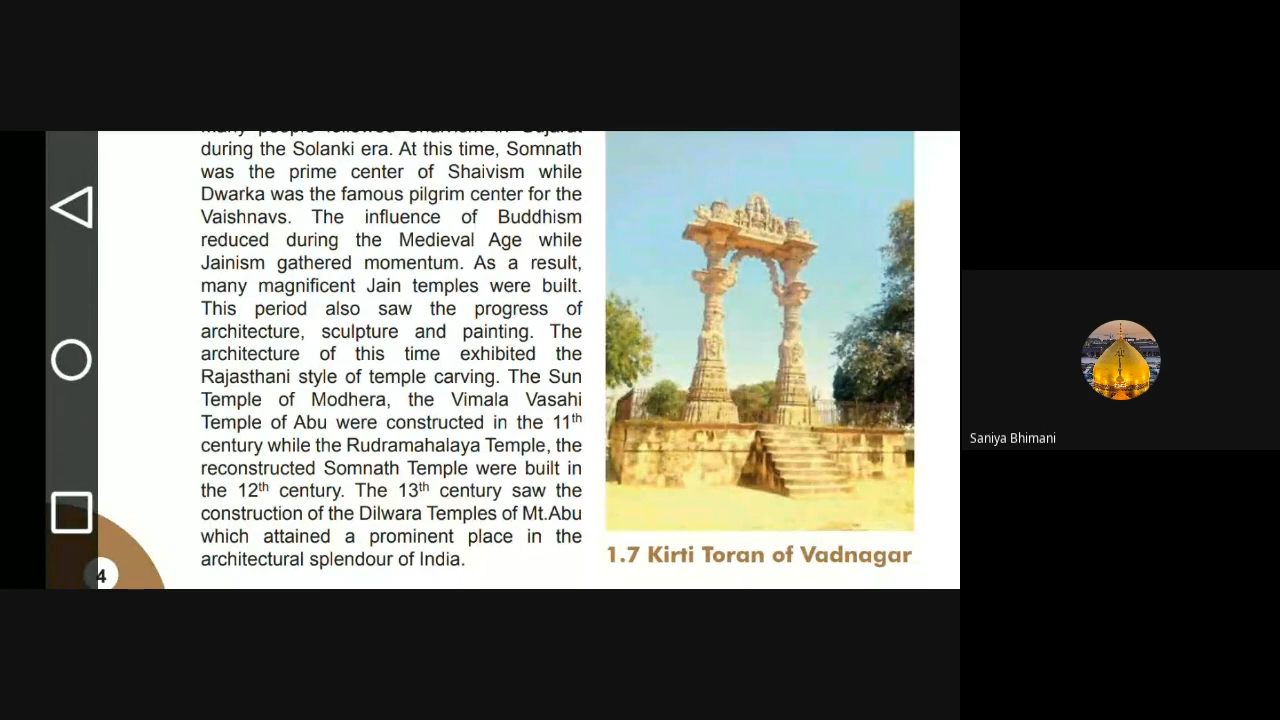 many people followed in Gujarat
during the Solanki era. At this time, Somnath
was the prime center of Shaivism while
Dwarka was the famous pilgrim center for the
Vaishnavs. The influence of Buddhism
reduced during the Medieval Age while
Jainism gathered momentum. As a result,
many magnificent Jain temples were built.
This period also saw the progress of
architecture, sculpture and painting. The
architecture of this time exhibited the
Rajasthani style of temple carving. The Sun
Temple of Modhera, the Vimala Vasahi
Temple of Abu were constructed in the 11th
century while the Rudramahalaya Temple, the
reconstructed Somnath Temple were built in
the 12th century. The 13th century saw the
construction of the Dilwara Temples of Mt.Abu
which attained a prominent place in the
architectural splendour of India.
4
1.7 Kirti Toran of Vadnagar
Saniya Bhimani